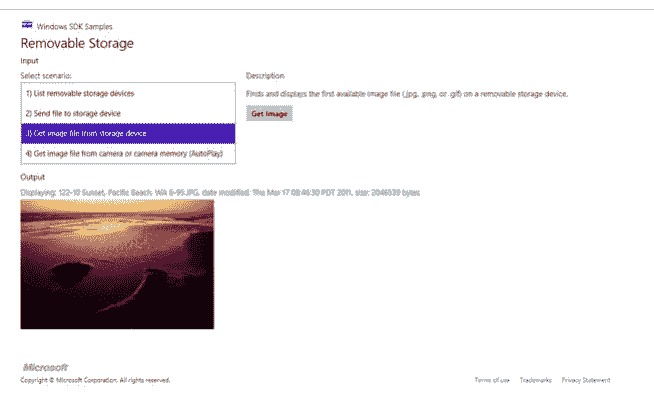 Windows SDK Samples
Removable Storage
Input
Select scenario:
1) List removable storage devices
2) Send file to storage device
3) Get image file from storage device
4) Get image file from camera or camera memory (AutoPlay)
Description
Finds and displays the first available image file (.jpg, .png, or .gif) on a removable storage device.
Get Image
Output
Displaying: 122-10 Sunset, Pacific Beach, WA 6-95.JPG, date modified: Thu Mar 17 08:46:30 PDT 2011, size: 2046539 bytes
Microsoft
Copyright © Microsoft Corporation. All rights reserved.
Terms of use Trademarks Privacy Statement